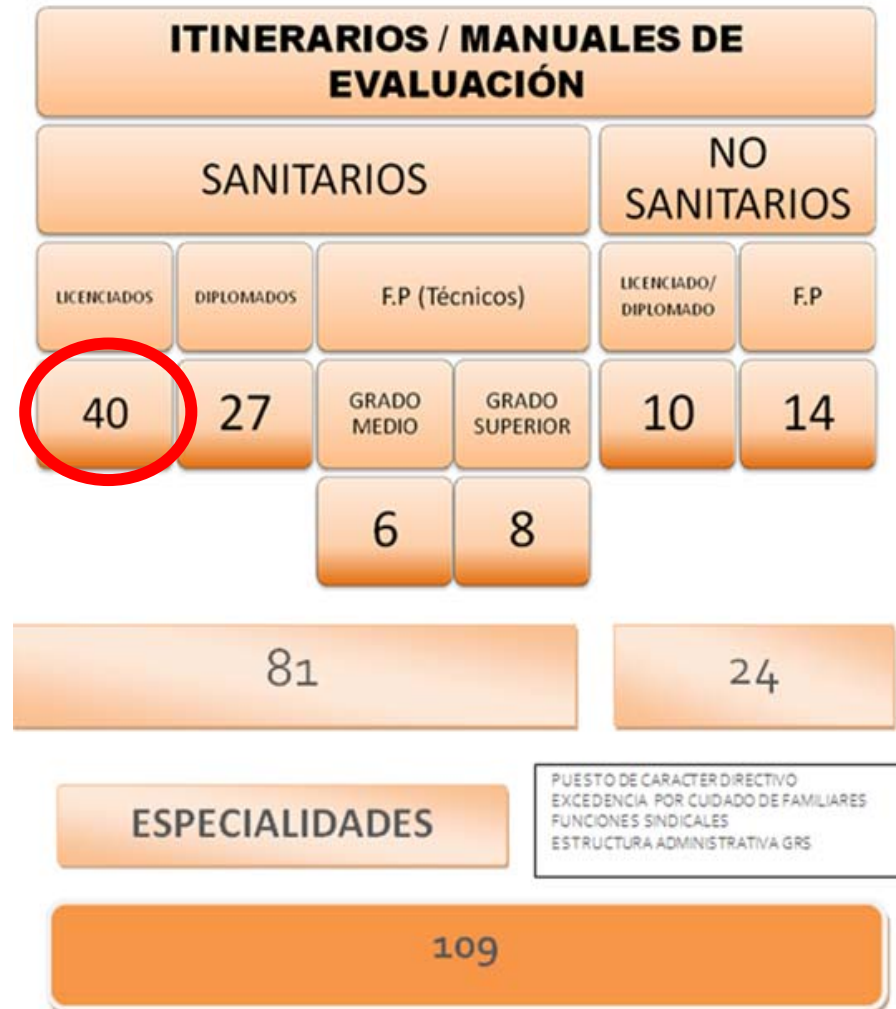 ITINERARIOS / MANUALES DE
EVALUACIÓN
SANITARIOS
NO
SANITARIOS
LICENCIADOS
DIPLOMADOS
F.P (Técnicos)
LICENCIADO/
DIPLOMADO
F.P
40
27
GRADO
MEDIO
GRADO
SUPERIOR
10
14
6
8
81
24
ESPECIALIDADES
PUESTO DE CARACTER DIRECTIVO
EXCEDENCIA POR CUIDADO DE FAMILIARES
FUNCIONES SINDICALES
ESTRUCTURA ADMINISTRATIVA GRS
109